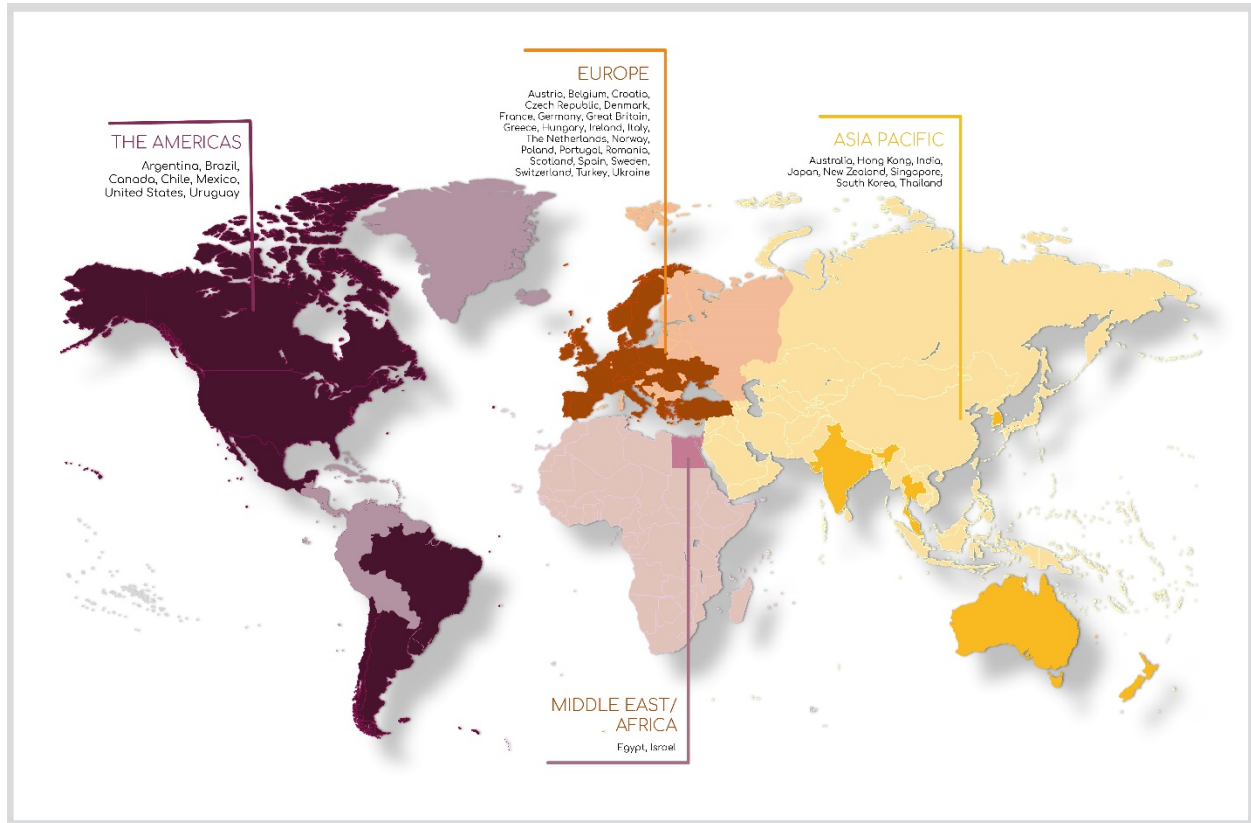 THE AMERICAS
Argentina, Brazil,
Canada, Chile, Mexico,
United States, Uruguay
EUROPE
Austria, Belgium, Croatia,
Czech Republic, Denmark,
France, Germany, Great Britain,
Greece, Hungary, Ireland, Italy,
The Netherlands, Norway,
Poland, Portugal, Romania,
Scotland, Spain, Sweden,
Switzerland, Turkey, Ukraine
ASIA PACIFIC
Australia, Hong Kong, India,
Japan, New Zealand, Singapore,
South Korea, Thailand
MIDDLE EAST/
AFRICA
Egypt, Israel